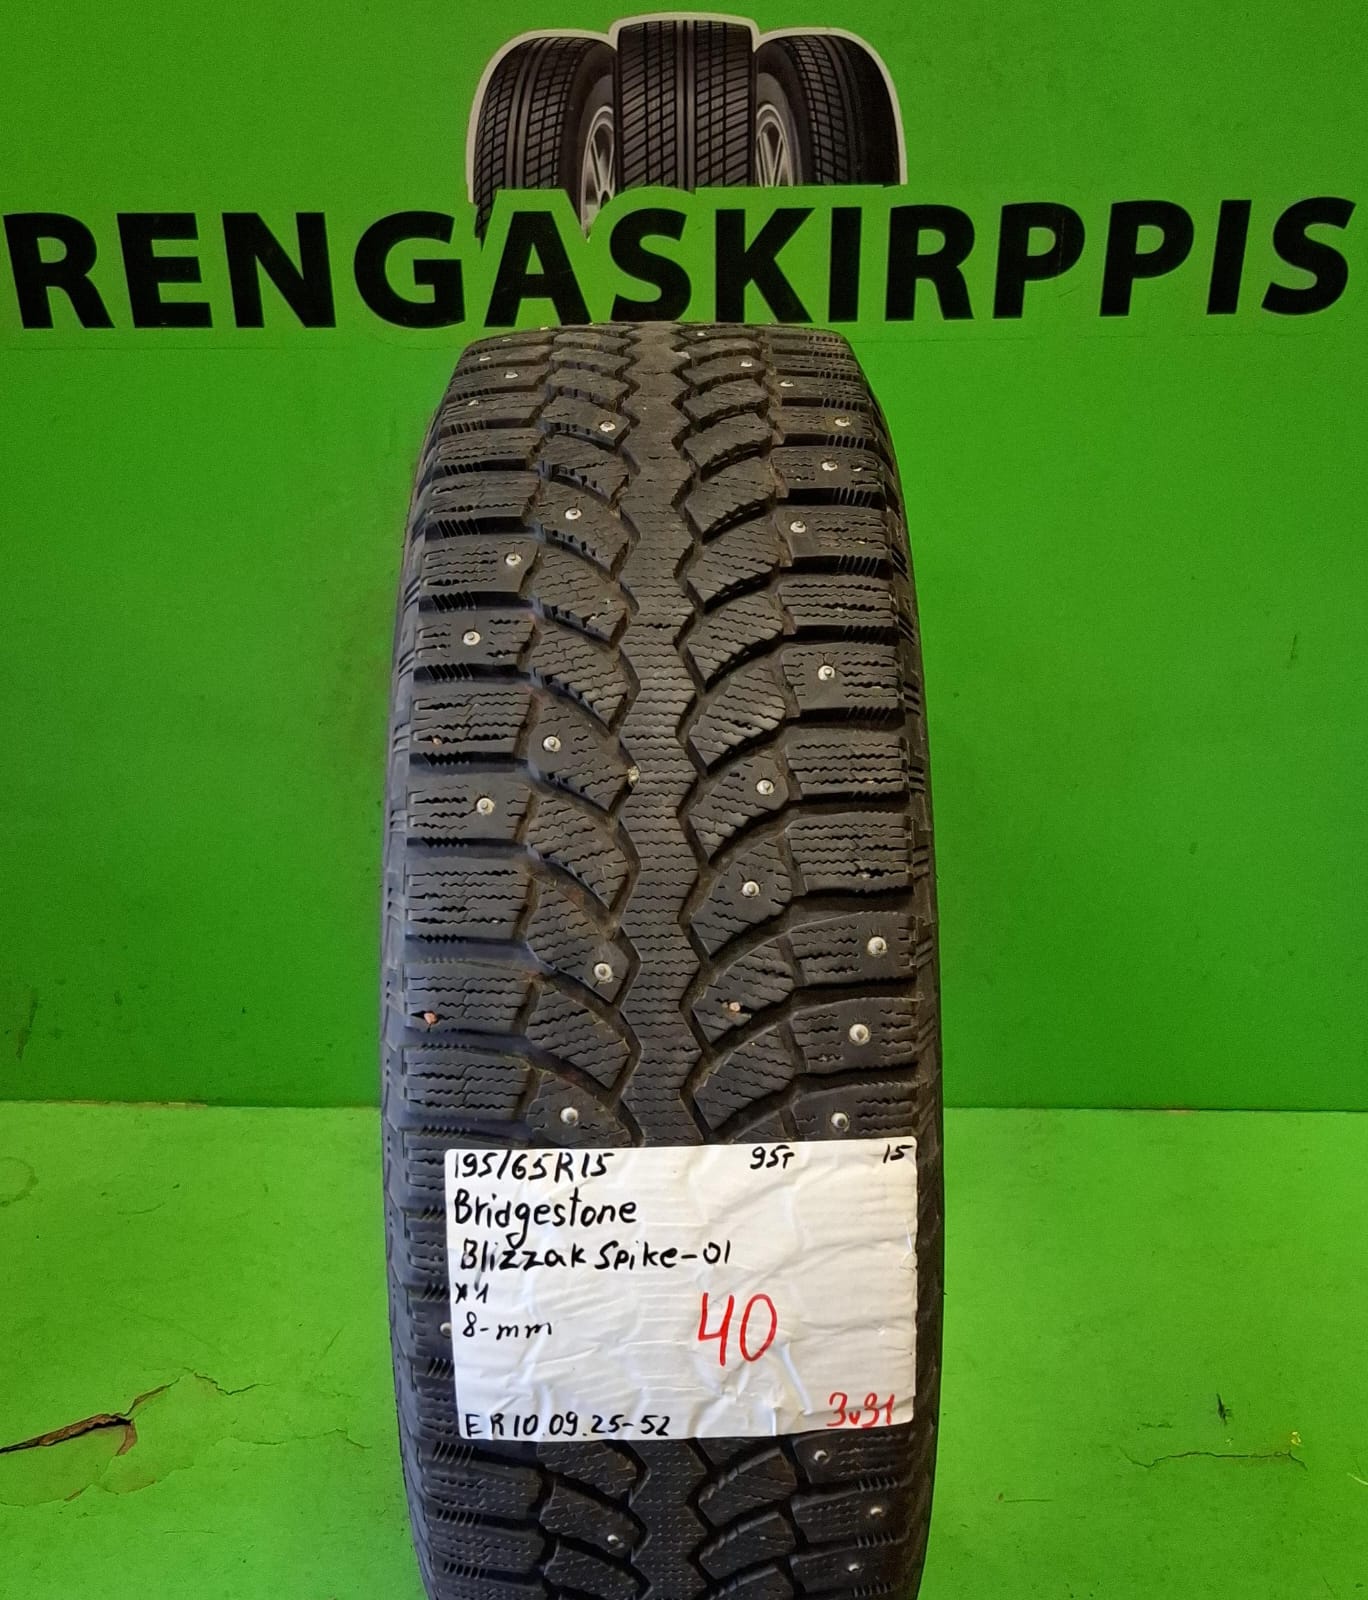 RENGASKIRPPIS
195/65R15 95T 15
Bridgestone
Blizzak Spike-01
x1
8-mm 40
ER10.09.25-52 3v31